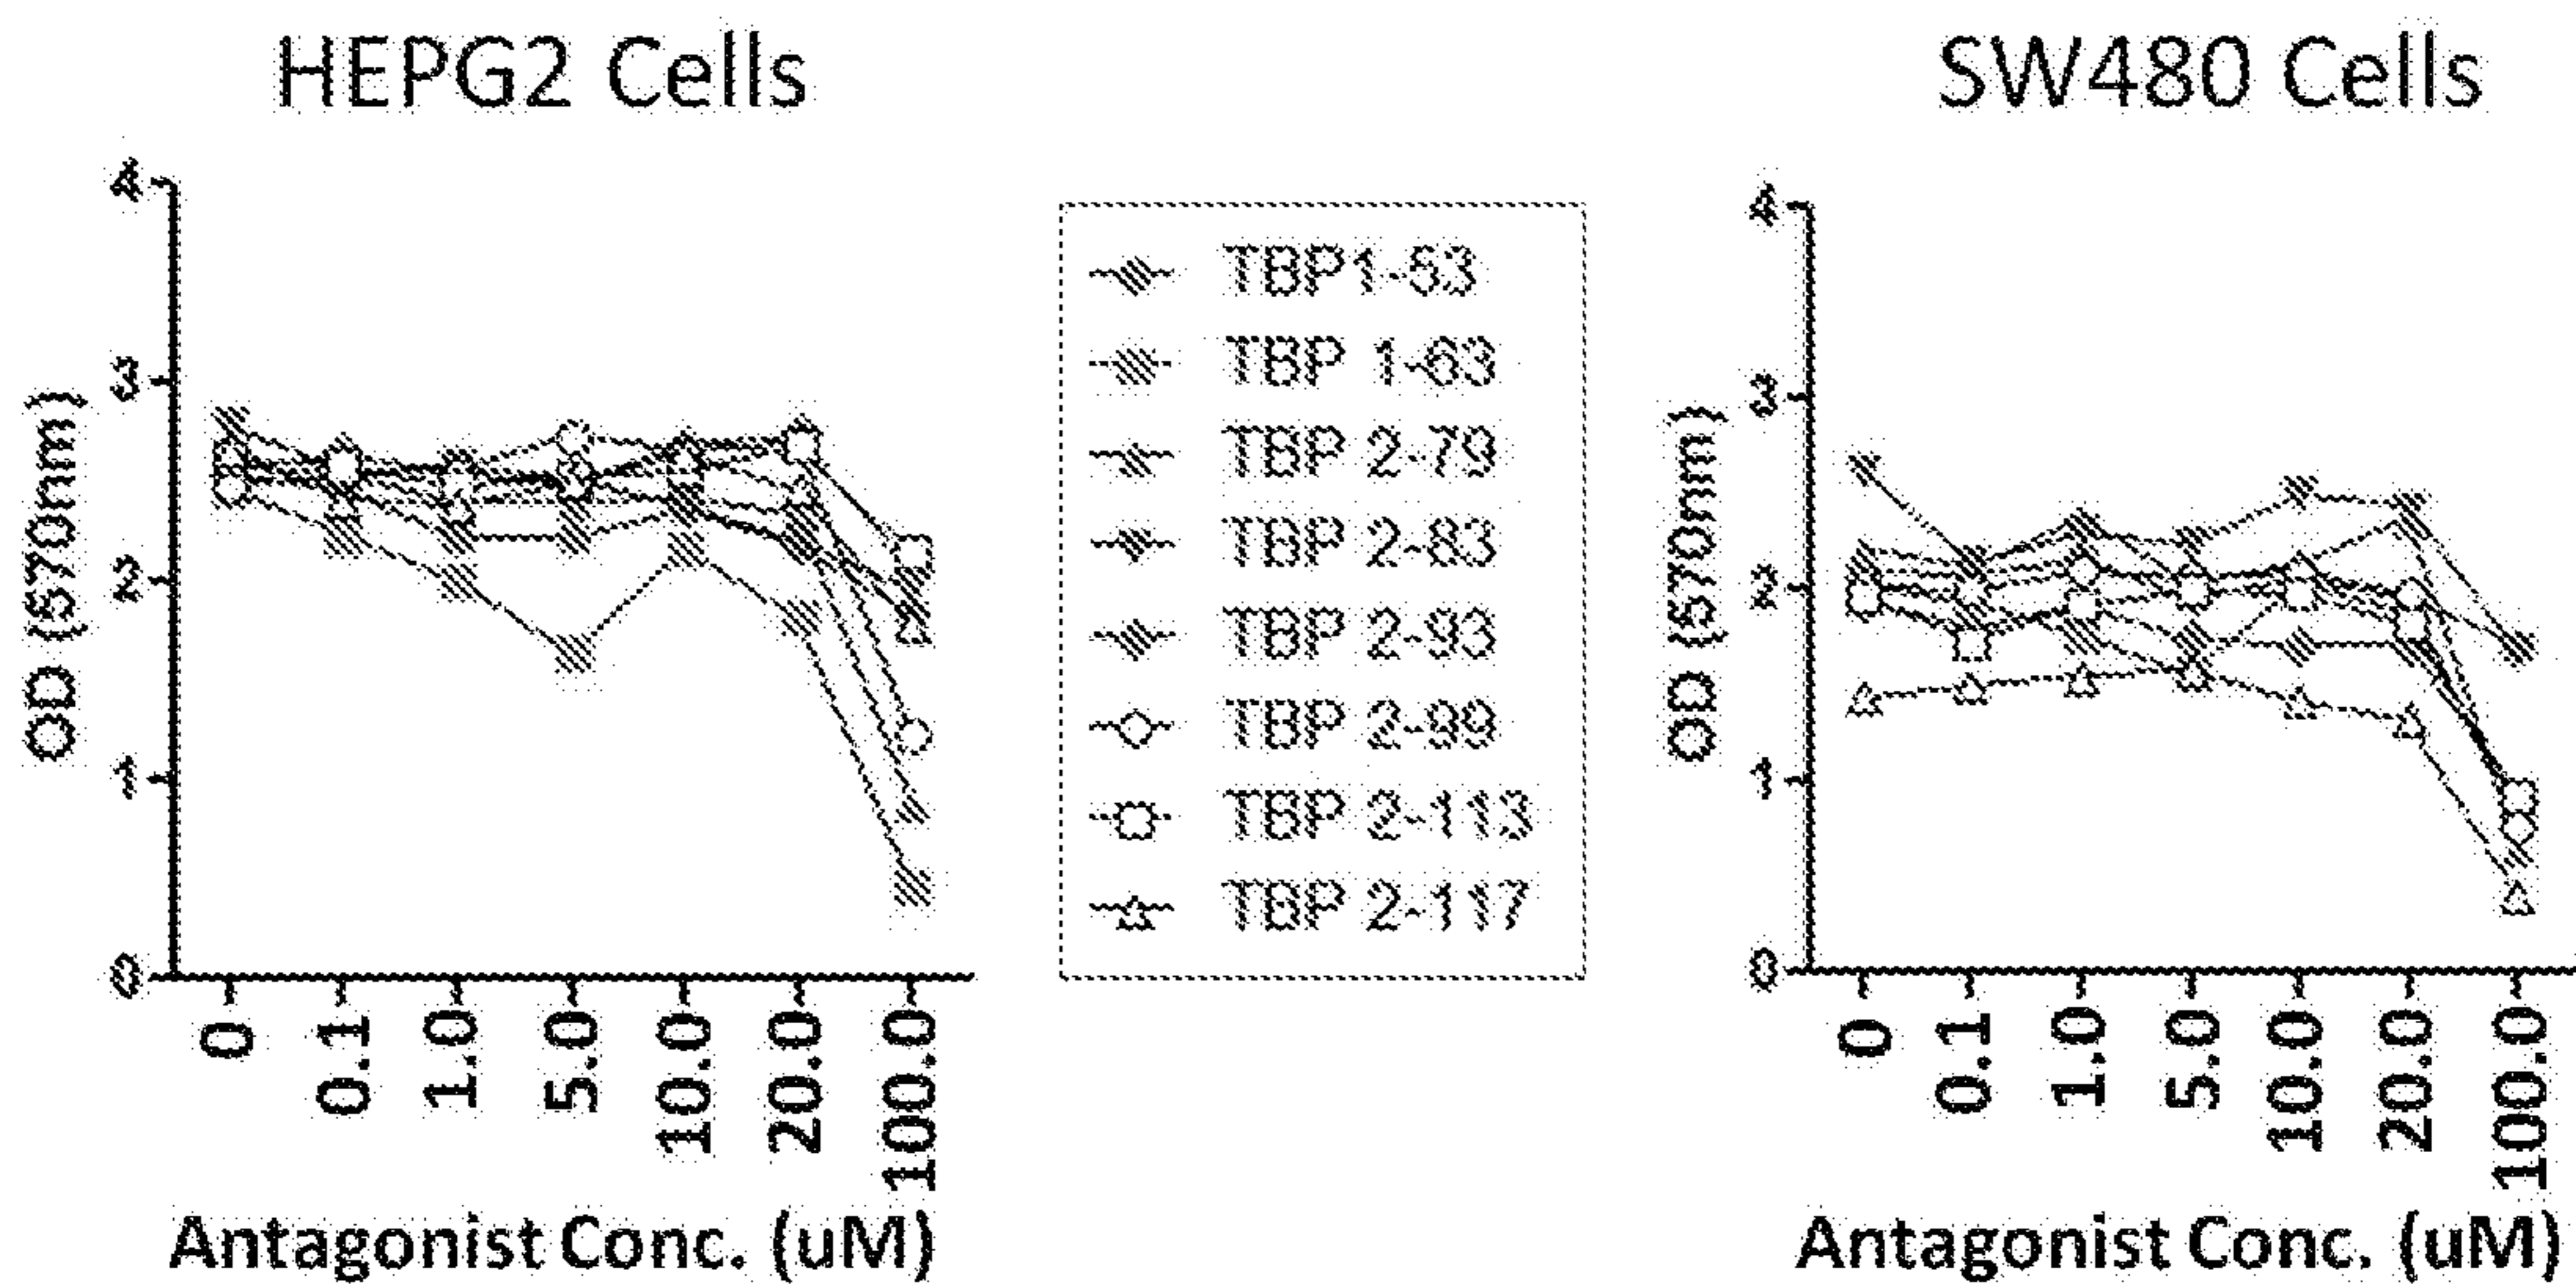 HEPG2 Cells
SW480 Cells
OD (570nm)
4
3
2
1
0
0
0.1
1.0
5.0
10.0
20.0
100.0
Antagonist Conc. (uM)
TBP1-53
TBP 1-63
TBP 2-79
TBP 2-83
TBP 2-93
TBP 2-99
TBP 2-113
TBP 2-117
OD (570nm)
4
3
2
1
0
0
0.1
1.0
5.0
10.0
20.0
100.0
Antagonist Conc. (uM)